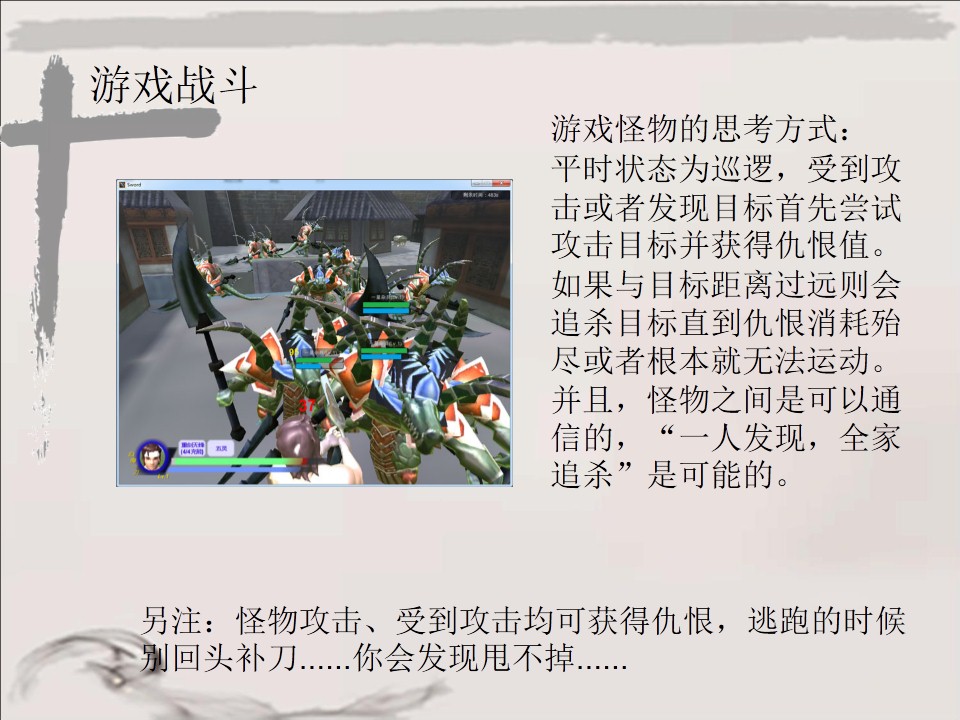 游戏战斗
游戏怪物的思考方式：
平时状态为巡逻，受到攻
击或者发现目标首先尝试
攻击目标并获得仇恨值。
如果与目标距离过远则会
追杀目标直到仇恨消耗殆
尽或者根本就无法运动。
并且，怪物之间是可以通
信的，“一人发现，全家
追杀”是可能的。
Sword
37
另注：怪物攻击、受到攻击均可获得仇恨，逃跑的时候
别回头补刀......你会发现甩不掉......